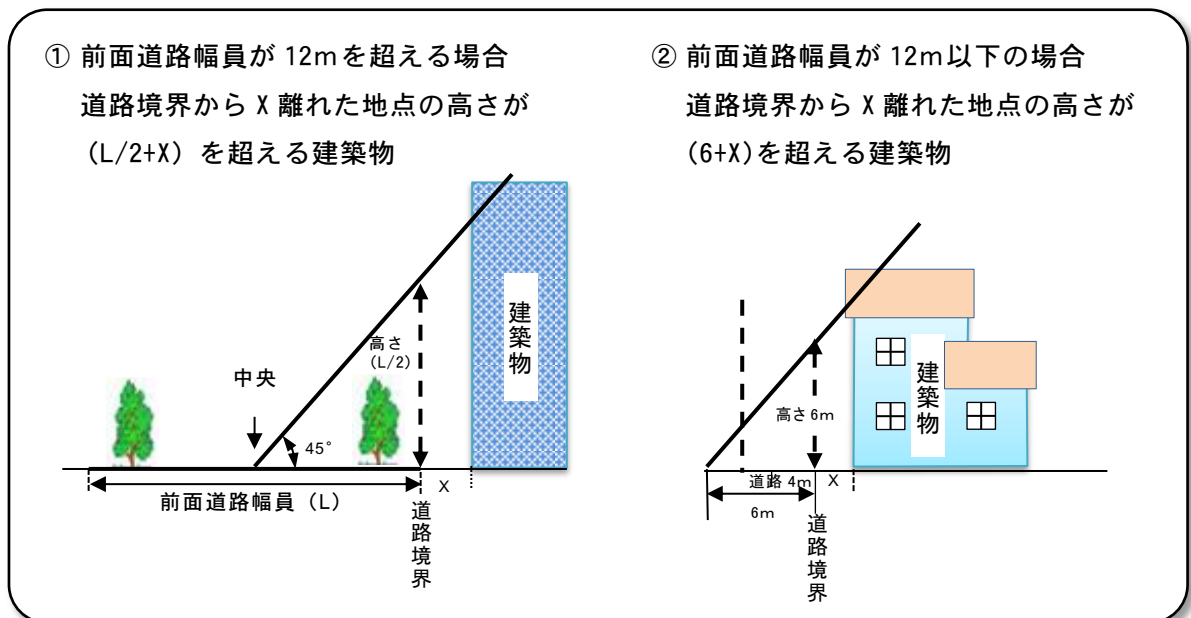 ① 前面道路幅員が 12mを超える場合
道路境界から X 離れた地点の高さが
（L/2+X）を超える建築物
建築物
高さ
(L/2)
中央
45°
X
前面道路幅員（L）
道路境界
② 前面道路幅員が 12m以下の場合
道路境界から X 離れた地点の高さが
(6+X)を超える建築物
建築物
高さ6m
道路 4m
X
6m
道路境界